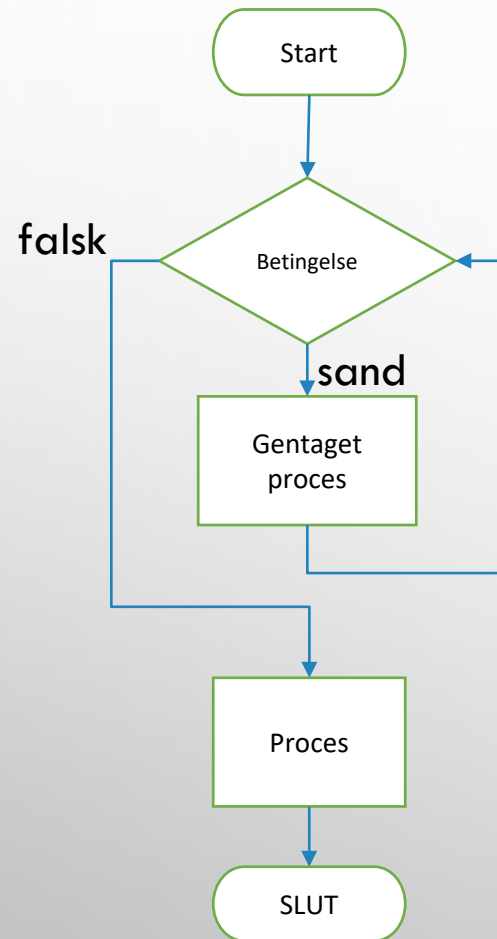 Start
falsk
Betingelse
sand
Gentaget
proces
Proces
SLUT